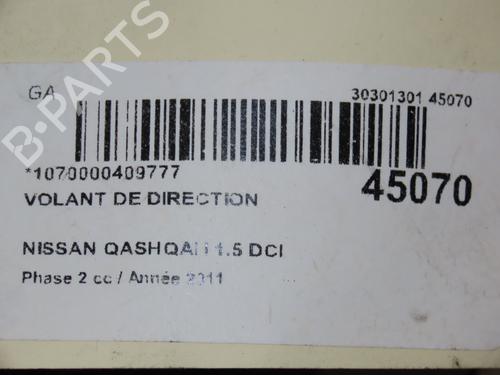 B-PARTS
GA
30301301 45070
*1070000409777
45070
VOLANT DE DIRECTION
NISSAN QASHQAI I 1.5 DCI
Phase 2 cc / Année 2011